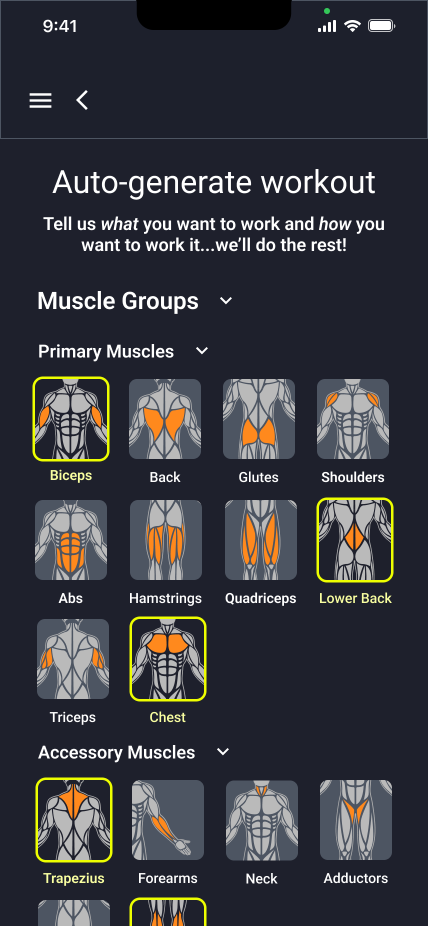 9:41
Auto-generate workout
Tell us what you want to work and how you
want to work it...we'll do the rest!
Muscle Groups
Primary Muscles
Biceps
Back
Glutes
Shoulders
Abs
Hamstrings
Quadriceps
Lower Back
Triceps
Chest
Accessory Muscles
Trapezius
Forearms
Neck
Adductors